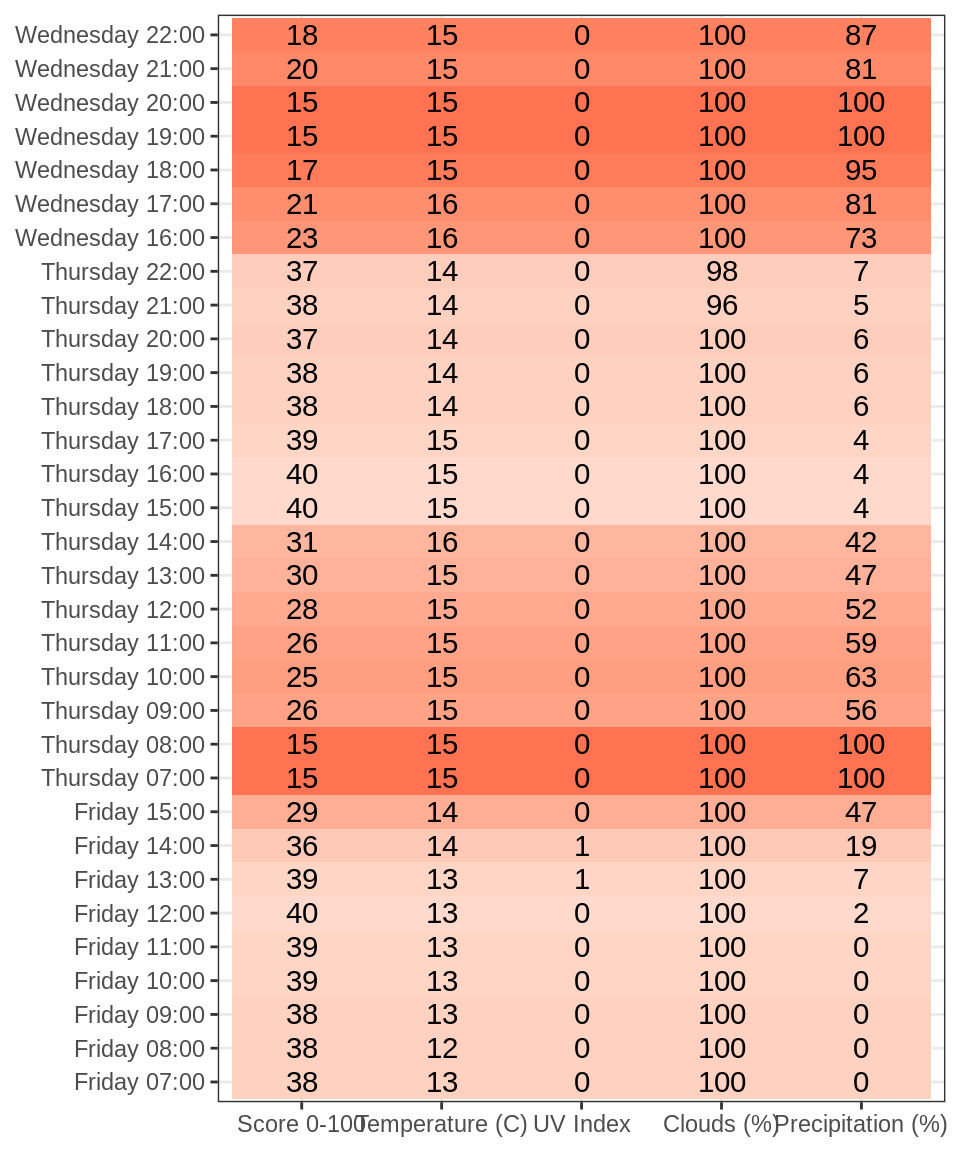 Wednesday 22:00 18 15 0 100 87
Wednesday 21:00 20 15 0 100 81
Wednesday 20:00 15 15 0 100 100
Wednesday 19:00 15 15 0 100 100
Wednesday 18:00 17 15 0 100 95
Wednesday 17:00 21 16 0 100 81
Wednesday 16:00 23 16 0 100 73
Thursday 22:00 37 14 0 98 7
Thursday 21:00 38 14 0 96 5
Thursday 20:00 37 14 0 100 6
Thursday 19:00 38 14 0 100 6
Thursday 18:00 38 14 0 100 6
Thursday 17:00 39 15 0 100 4
Thursday 16:00 40 15 0 100 4
Thursday 15:00 40 15 0 100 4
Thursday 14:00 31 16 0 100 42
Thursday 13:00 30 15 0 100 47
Thursday 12:00 28 15 0 100 52
Thursday 11:00 26 15 0 100 59
Thursday 10:00 25 15 0 100 63
Thursday 09:00 26 15 0 100 56
Thursday 08:00 15 15 0 100 100
Thursday 07:00 15 15 0 100 100
Friday 15:00 29 14 0 100 47
Friday 14:00 36 14 1 100 19
Friday 13:00 39 13 1 100 7
Friday 12:00 40 13 0 100 2
Friday 11:00 39 13 0 100 0
Friday 10:00 39 13 0 100 0
Friday 09:00 38 13 0 100 0
Friday 08:00 38 12 0 100 0
Friday 07:00 38 13 0 100 0
Score 0-100 Temperature (C) UV Index Clouds (%) Precipitation (%)